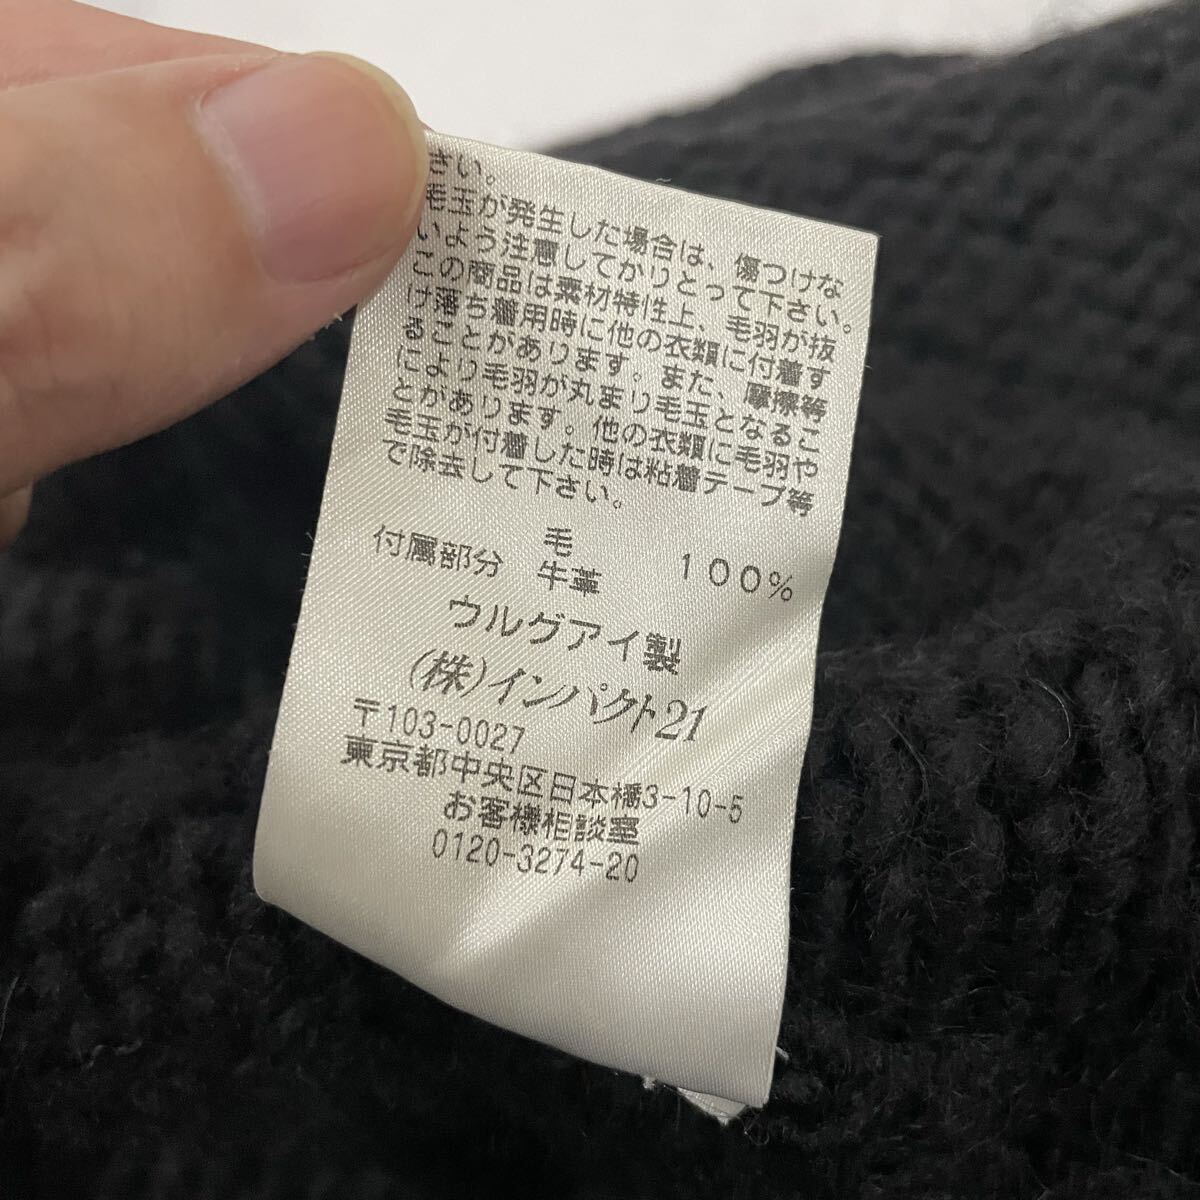 さい。
毛玉が発生した場合は、傷つけな
いよう注意してかりとって下さい。
この商品は素材特性上、毛羽が抜
け落ち着用時に他の衣類に付着す
ることがあります。また、摩擦等
により毛羽が丸まり毛玉となるこ
とがあります。他の衣類に毛羽や
毛玉が付着した時は粘着テープ等
で除去して下さい。
毛 100%
付属部分 牛革
ウルグアイ製
(株)インパクト21
〒103-0027
東京都中央区日本橋3-10-5
お客様相談室
0120-3274-20